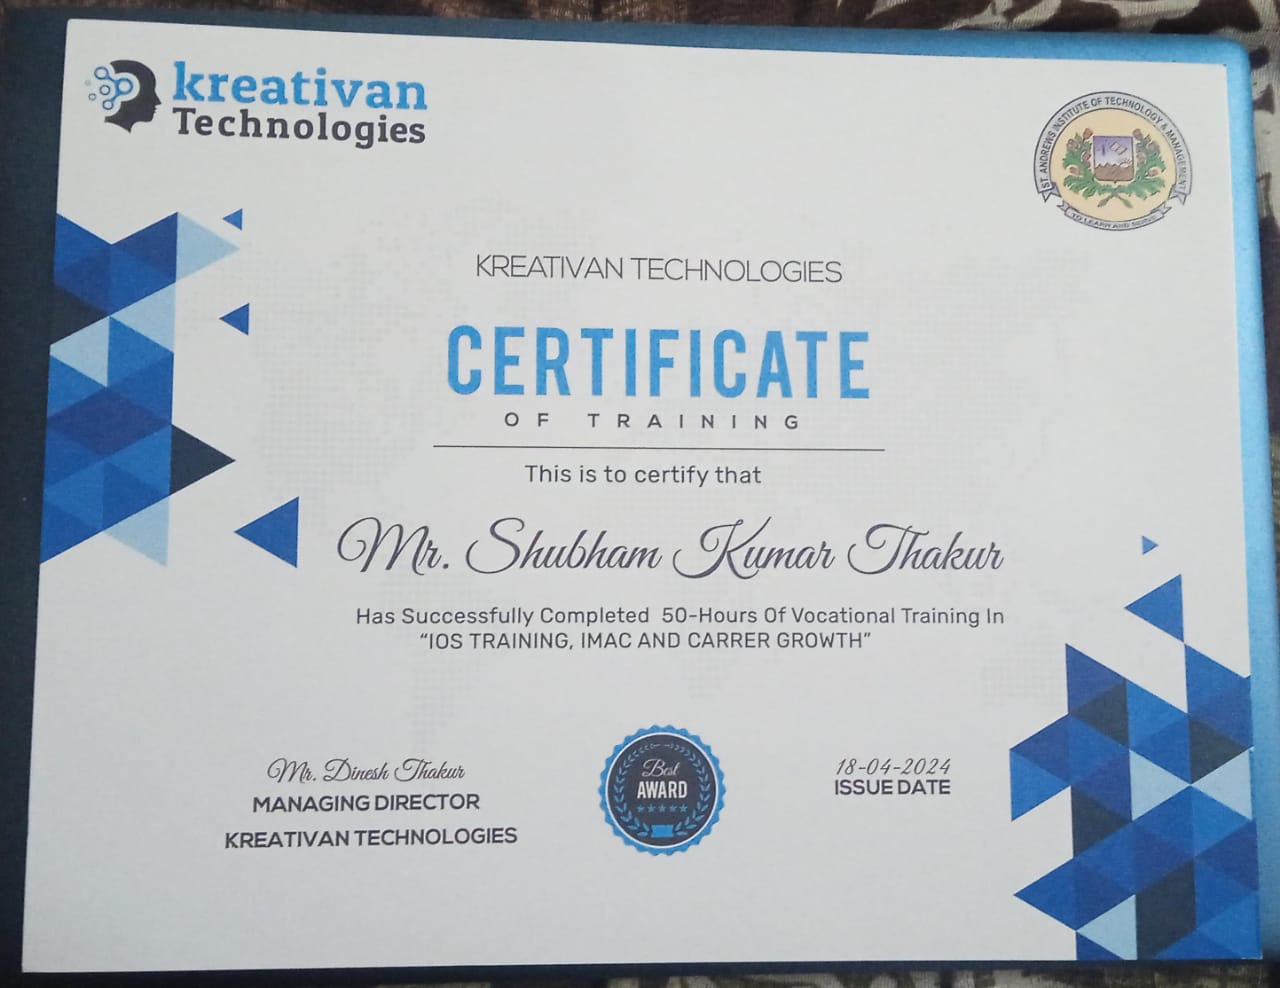 kreativan
Technologies
ST. ANDREWS INSTITUTE OF TECHNOLOGY & MANAGEMENT
TO LEARN AND SERVE
KREATIVAN TECHNOLOGIES
CERTIFICATE
OF TRAINING
This is to certify that
Mr. Shubham Kumar Thakur
Has Successfully Completed 50-Hours Of Vocational Training In
“IOS TRAINING, IMAC AND CARRER GROWTH”
Mr. Dinesh Thakur
MANAGING DIRECTOR
KREATIVAN TECHNOLOGIES
Best
AWARD
18-04-2024
ISSUE DATE